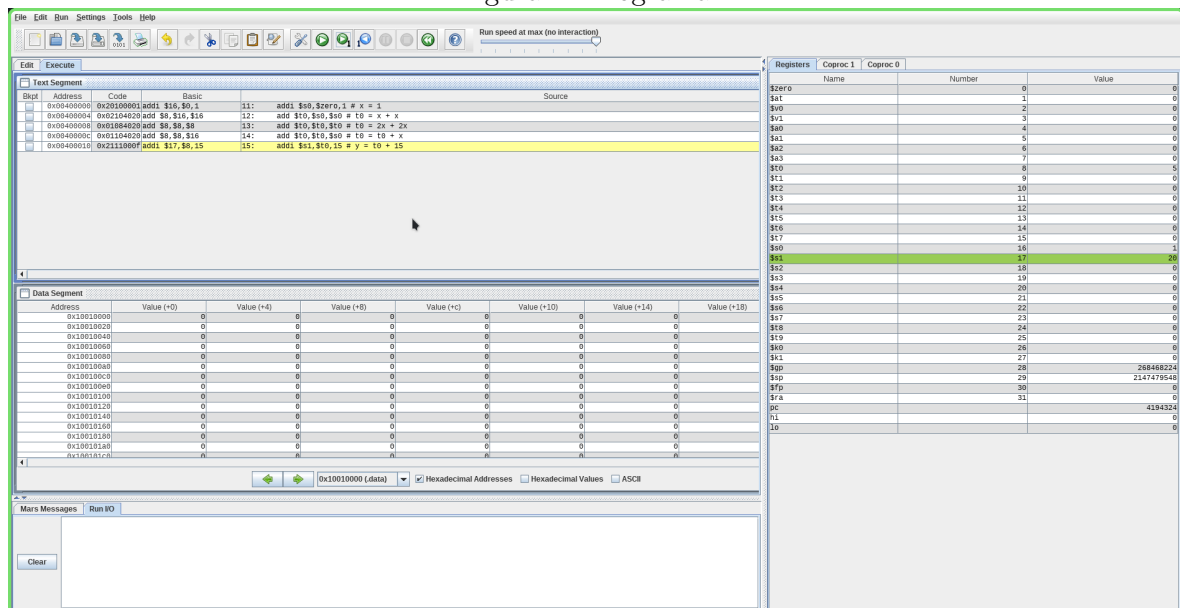 File Edit Run Settings Tools Help
Run speed at max (no interaction)
Edit Execute
Text Segment
Bkpt Address Code Basic Source
0x00400000 0x20100001 addi $16,$0,1 11: addi $s0,$zero,1 # x = 1
0x00400004 0x02104020 add $8,$16,$16 12: add $t0,$s0,$s0 # t0 = x + x
0x00400008 0x01084020 add $8,$8,$8 13: add $t0,$t0,$t0 # t0 = 2x + 2x
0x0040000c 0x01104020 add $8,$8,$16 14: add $t0,$t0,$s0 # t0 = t0 + x
0x00400010 0x2111000f addi $17,$8,15 15: addi $s1,$t0,15 # y = t0 + 15
Data Segment
Address Value (+0) Value (+4) Value (+8) Value (+c) Value (+10) Value (+14) Value (+18)
0x10010000 0 0 0 0 0 0
0x10010020 0 0 0 0 0 0
0x10010040 0 0 0 0 0 0
0x10010060 0 0 0 0 0 0
0x10010080 0 0 0 0 0 0
0x100100a0 0 0 0 0 0 0
0x100100c0 0 0 0 0 0 0
0x100100e0 0 0 0 0 0 0
0x10010100 0 0 0 0 0 0
0x10010120 0 0 0 0 0 0
0x10010140 0 0 0 0 0 0
0x10010160 0 0 0 0 0 0
0x10010180 0 0 0 0 0 0
0x100101a0 0 0 0 0 0 0
0x100101c0 0 0 0 0 0 0
0x10010000 (.data) Hexadecimal Addresses Hexadecimal Values ASCII
Mars Messages Run I/O
Clear
Registers Coproc 1 Coproc 0
Name Number Value
$zero 0 0
$at 1 0
$v0 2 0
$v1 3 0
$a0 4 0
$a1 5 0
$a2 6 0
$a3 7 0
$t0 8 5
$t1 9 0
$t2 10 0
$t3 11 0
$t4 12 0
$t5 13 0
$t6 14 0
$t7 15 0
$s0 16 1
$s1 17 20
$s2 18 0
$s3 19 0
$s4 20 0
$s5 21 0
$s6 22 0
$s7 23 0
$t8 24 0
$t9 25 0
$k0 26 0
$k1 27 0
$gp 28 268468224
$sp 29 2147479548
$fp 30 0
$ra 31 0
pc 4194324
hi 0
lo 0